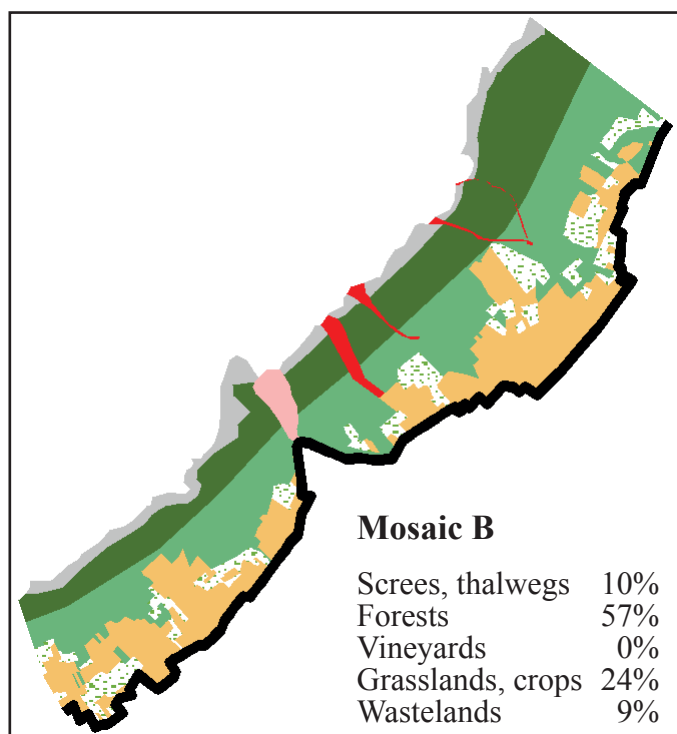 Mosaic B
Screes, thalwegs 10%
Forests 57%
Vineyards 0%
Grasslands, crops 24%
Wastelands 9%